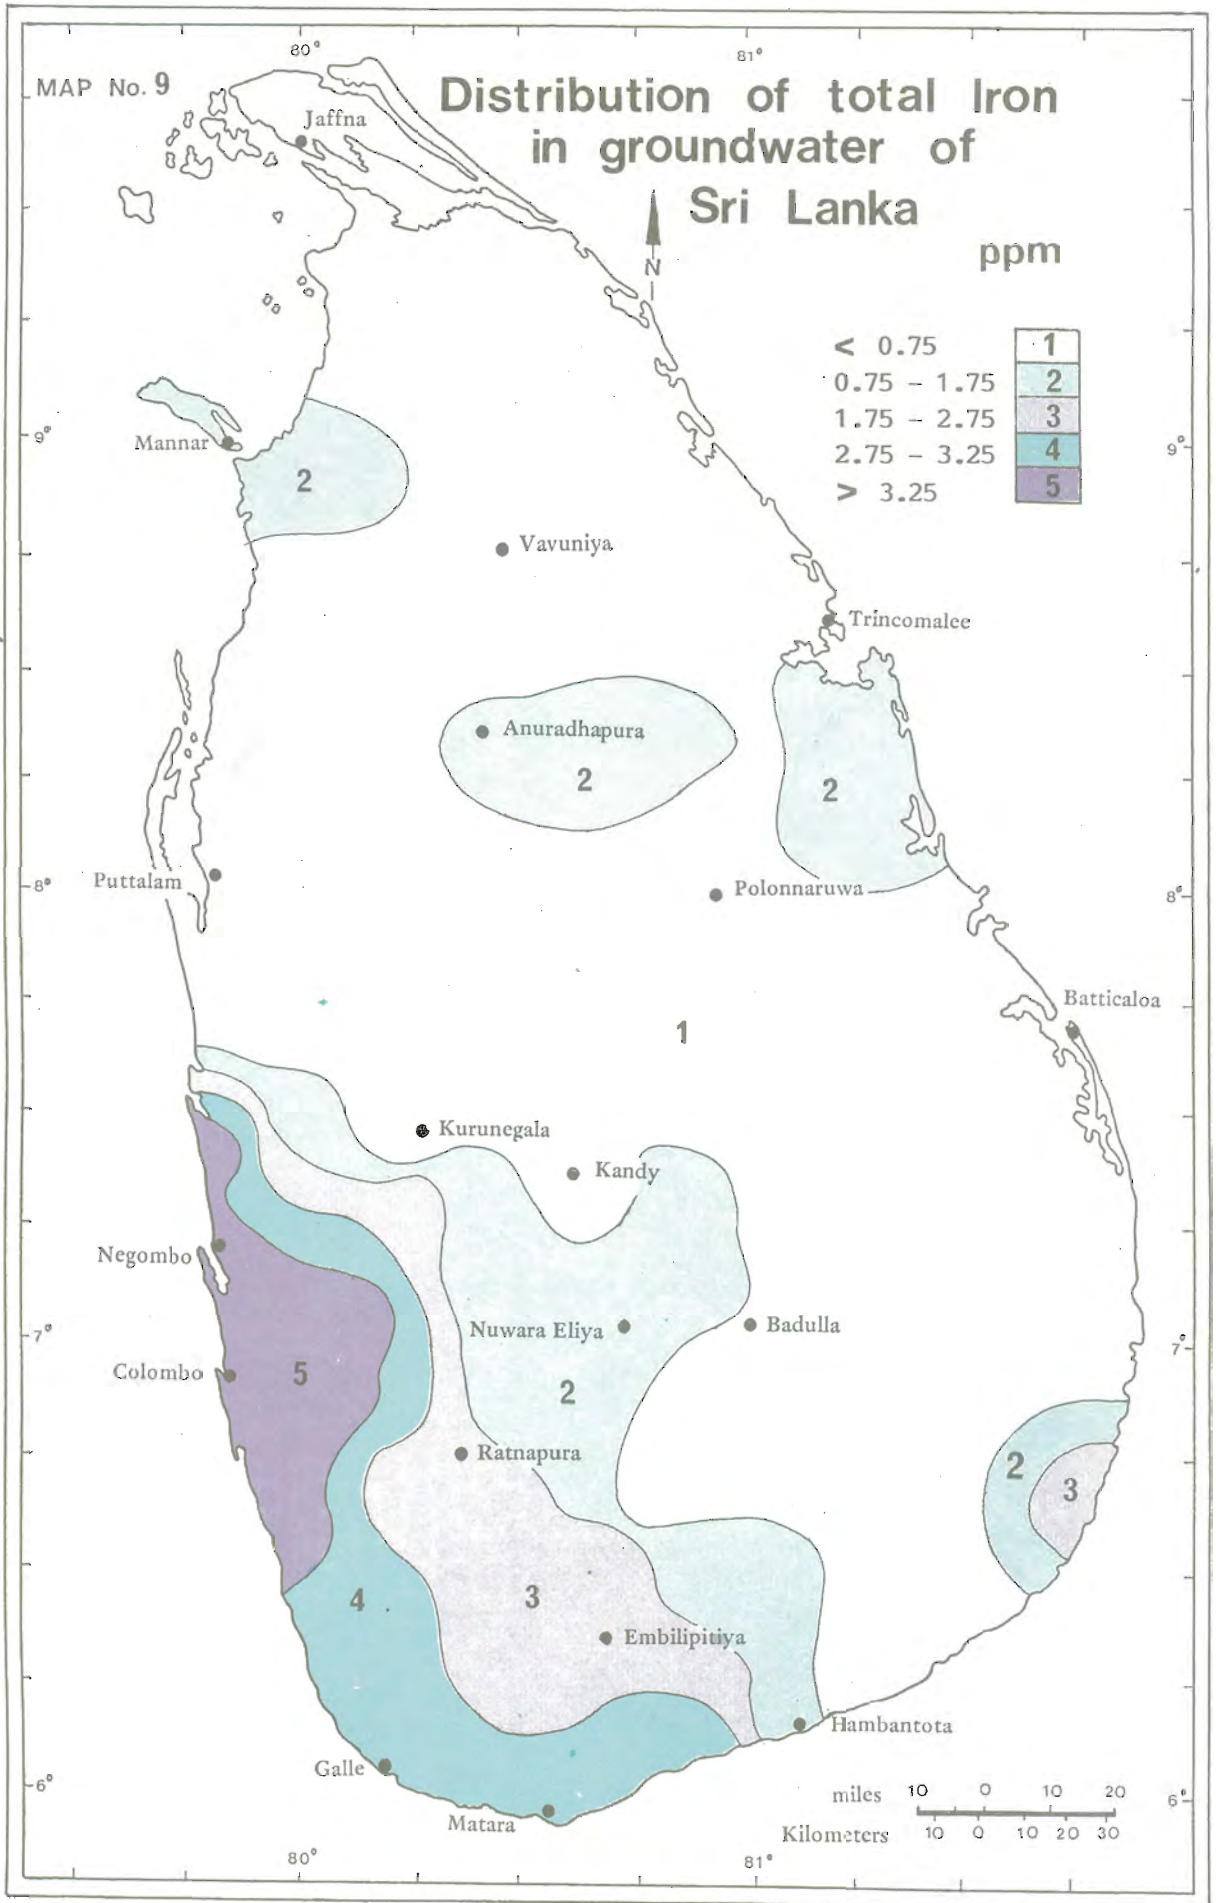 80°
81°
MAP No. 9
Distribution of total Iron
in groundwater of
Sri Lanka
Jaffna
N
ppm
< 0.75 1
0.75 - 1.75 2
1.75 - 2.75 3
2.75 - 3.25 4
> 3.25 5
9°
Mannar
9°
2
Vavuniya
Trincomalee
Anuradhapura
2
2
Puttalam
8°
Polonnaruwa
8°
Batticaloa
1
Kurunegala
Kandy
Negombo
Nuwara Eliya
Badulla
7°
7°
Colombo
5
2
Ratnapura
2
3
4
3
Embilipitiya
Hambantota
Galle
6°
miles 10 0 10 20
6°
Matara
Kilometers 10 0 10 20 30
80°
81°